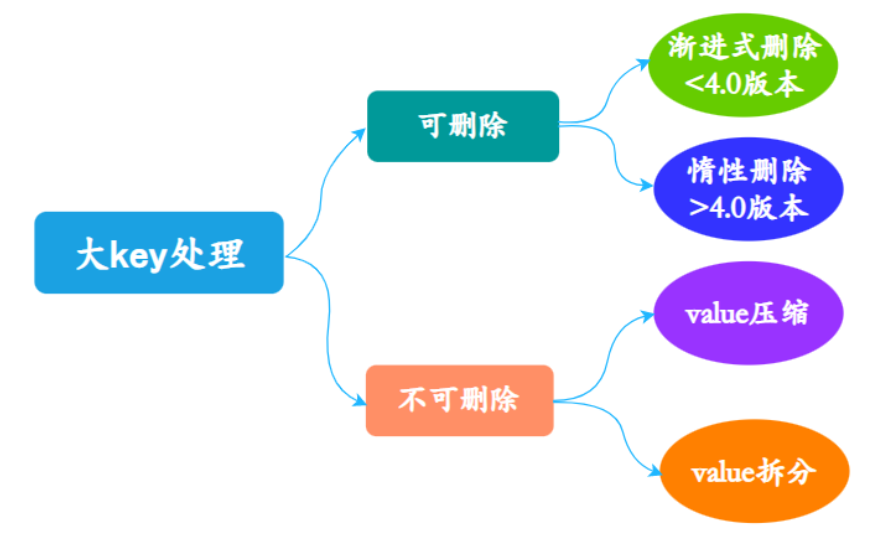 大key处理
可删除
渐进式删除
<4.0版本
惰性删除
>4.0版本
不可删除
value压缩
value拆分